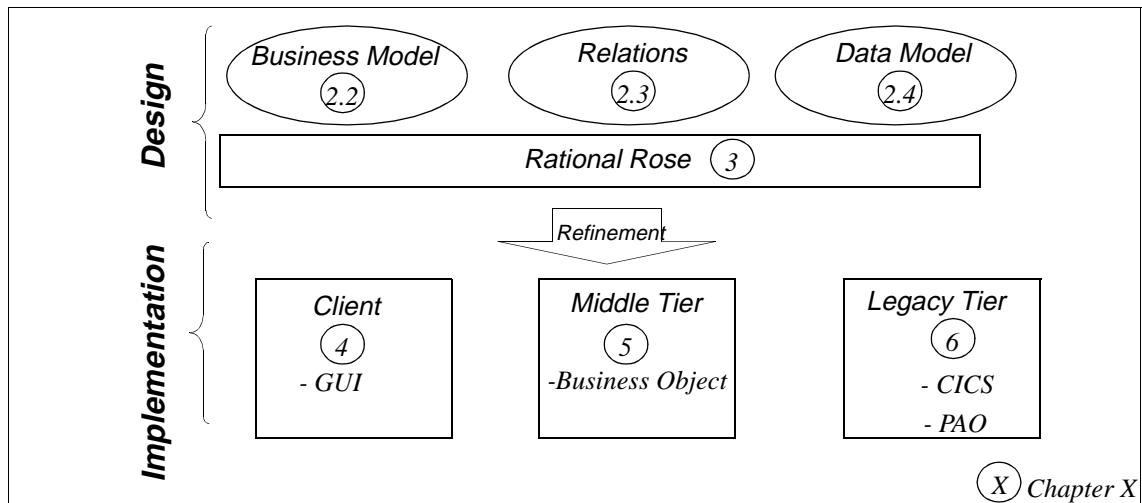 Design
Business Model
2.2
Relations
2.3
Data Model
2.4
Rational Rose 3
Refinement
Implementation
Client
4
- GUI
Middle Tier
5
-Business Object
Legacy Tier
6
- CICS
- PAO
X Chapter X